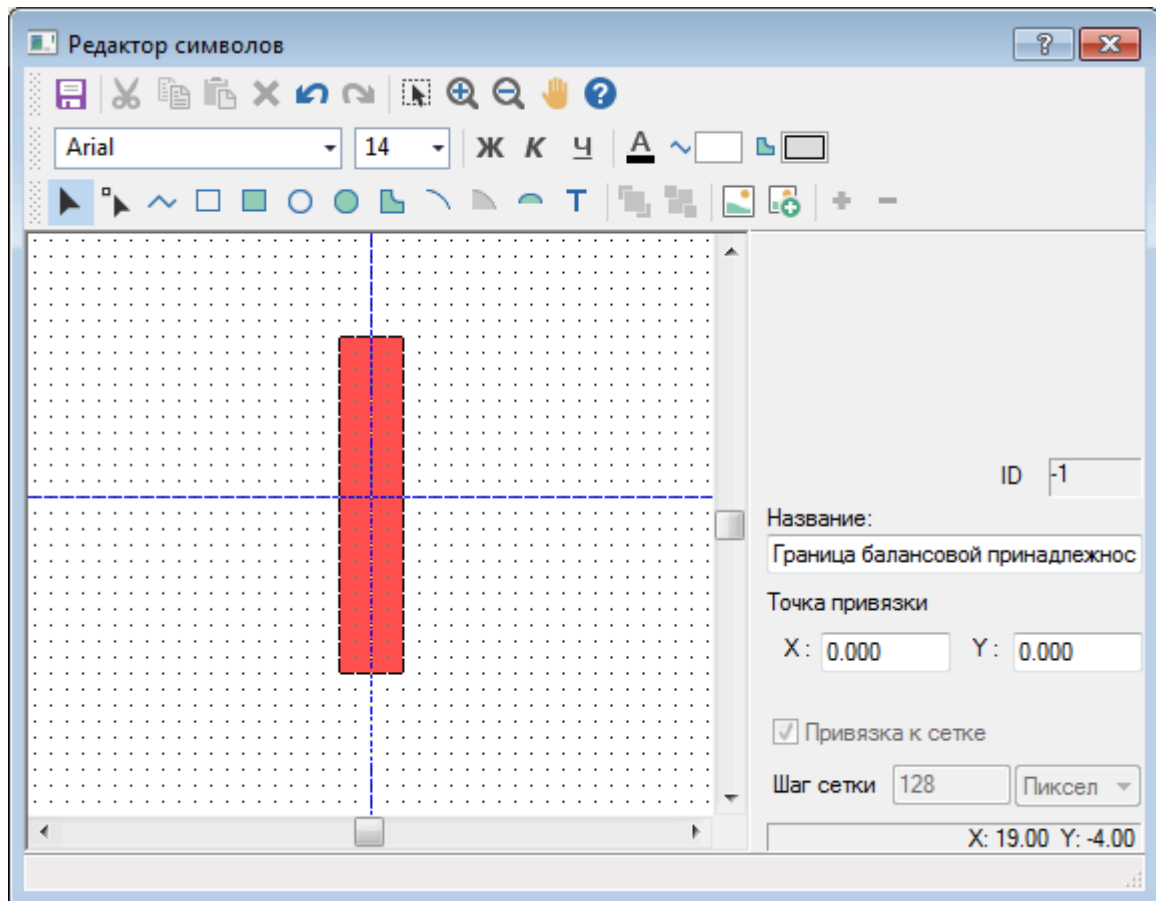 Редактор символов
Arial 14 Ж К Ч A
T
ID -1
Название:
Граница балансовой принадлежнос
Точка привязки
X : 0.000 Y : 0.000
Привязка к сетке
Шаг сетки 128 Пиксел
X: 19.00 Y: -4.00